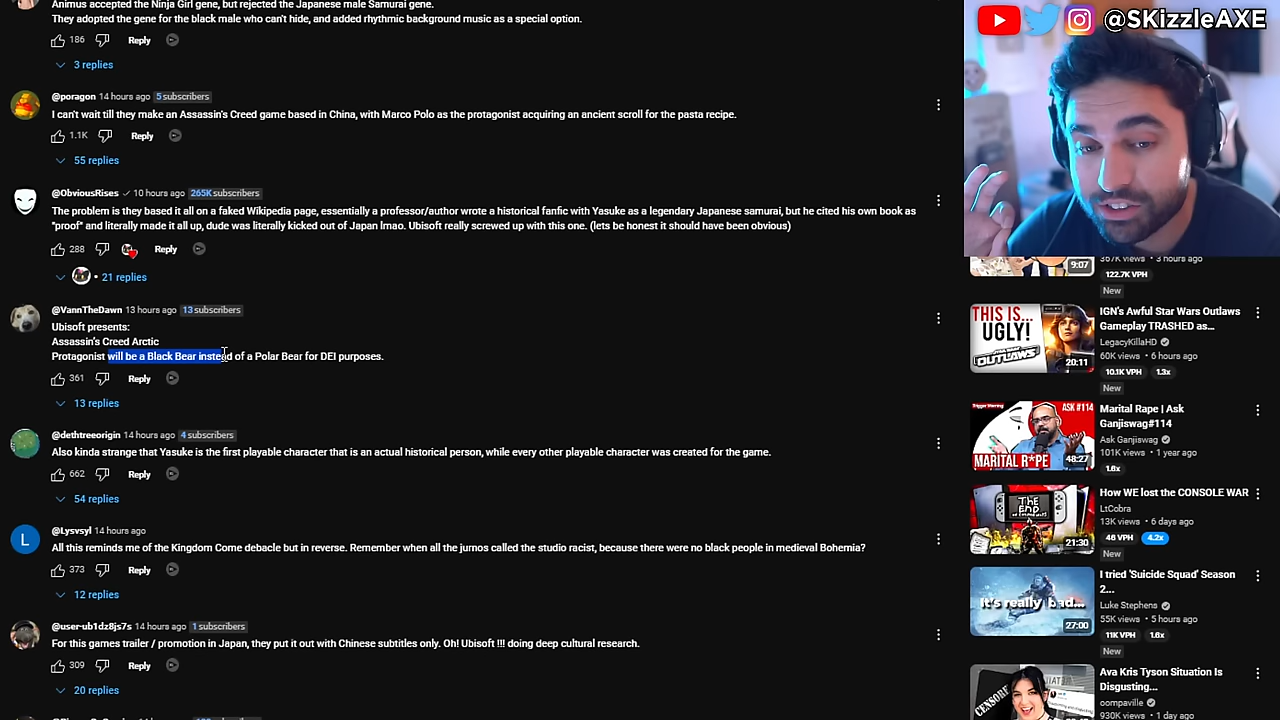 Animus accepted the Ninja Girl gene, but rejected the Japanese male Samurai gene.
They adopted the gene for the black male who can't hide, and added rhythmic background music as a special option.
186 Reply
3 replies
@poragon 14 hours ago 5 subscribers
I can't wait till they make an Assassin's Creed game based in China, with Marco Polo as the protagonist acquiring an ancient scroll for the pasta recipe.
1.1K Reply
55 replies
@ObviousRises 10 hours ago 265K subscribers
The problem is they based it all on a faked Wikipedia page, essentially a professor/author wrote a historical fanfic with Yasuke as a legendary Japanese samurai, but he cited his own book as
"proof" and literally made it all up, dude was literally kicked out of Japan lmao. Ubisoft really screwed up with this one. (lets be honest it should have been obvious)
288 Reply
21 replies
@VannTheDawn 13 hours ago 13 subscribers
Ubisoft presents:
Assassin's Creed Arctic
Protagonist will be a Black Bear instead of a Polar Bear for DEI purposes.
361 Reply
13 replies
@dethtreeorigin 14 hours ago 4 subscribers
Also kinda strange that Yasuke is the first playable character that is an actual historical person, while every other playable character was created for the game.
662 Reply
54 replies
L
@Lysvsyl 14 hours ago
All this reminds me of the Kingdom Come debacle but in reverse. Remember when all the jurnos called the studio racist, because there were no black people in medieval Bohemia?
373 Reply
12 replies
@user-ub1dz8js7s 14 hours ago 1 subscribers
For this games trailer / promotion in Japan, they put it out with Chinese subtitles only. Oh! Ubisoft !!! doing deep cultural research.
309 Reply
20 replies
@SKizzleAXE
9:07
367K views • 3 hours ago
122.7K VPH
New
THIS IS...
UGLY!
OUTLAWS
20:11
IGN's Awful Star Wars Outlaws
Gameplay TRASHED as...
LegacyKillaHD
60K views • 6 hours ago
10.1K VPH 1.3x
New
ASK #114
MARITAL R*PE
48:27
Marital Rape | Ask
Ganjiswag#114
Ask Ganjiswag
101K views • 1 year ago
1.6x
The
END
21:30
How WE lost the CONSOLE WAR
LtCobra
13K views • 6 days ago
46 VPH 4.2x
New
It's really bad...
27:00
I tried 'Suicide Squad' Season
2...
Luke Stephens
55K views • 5 hours ago
11K VPH 1.6x
New
CENSORE
Ava Kris Tyson Situation Is
Disgusting...
oompaville
930K views • 1 day ago